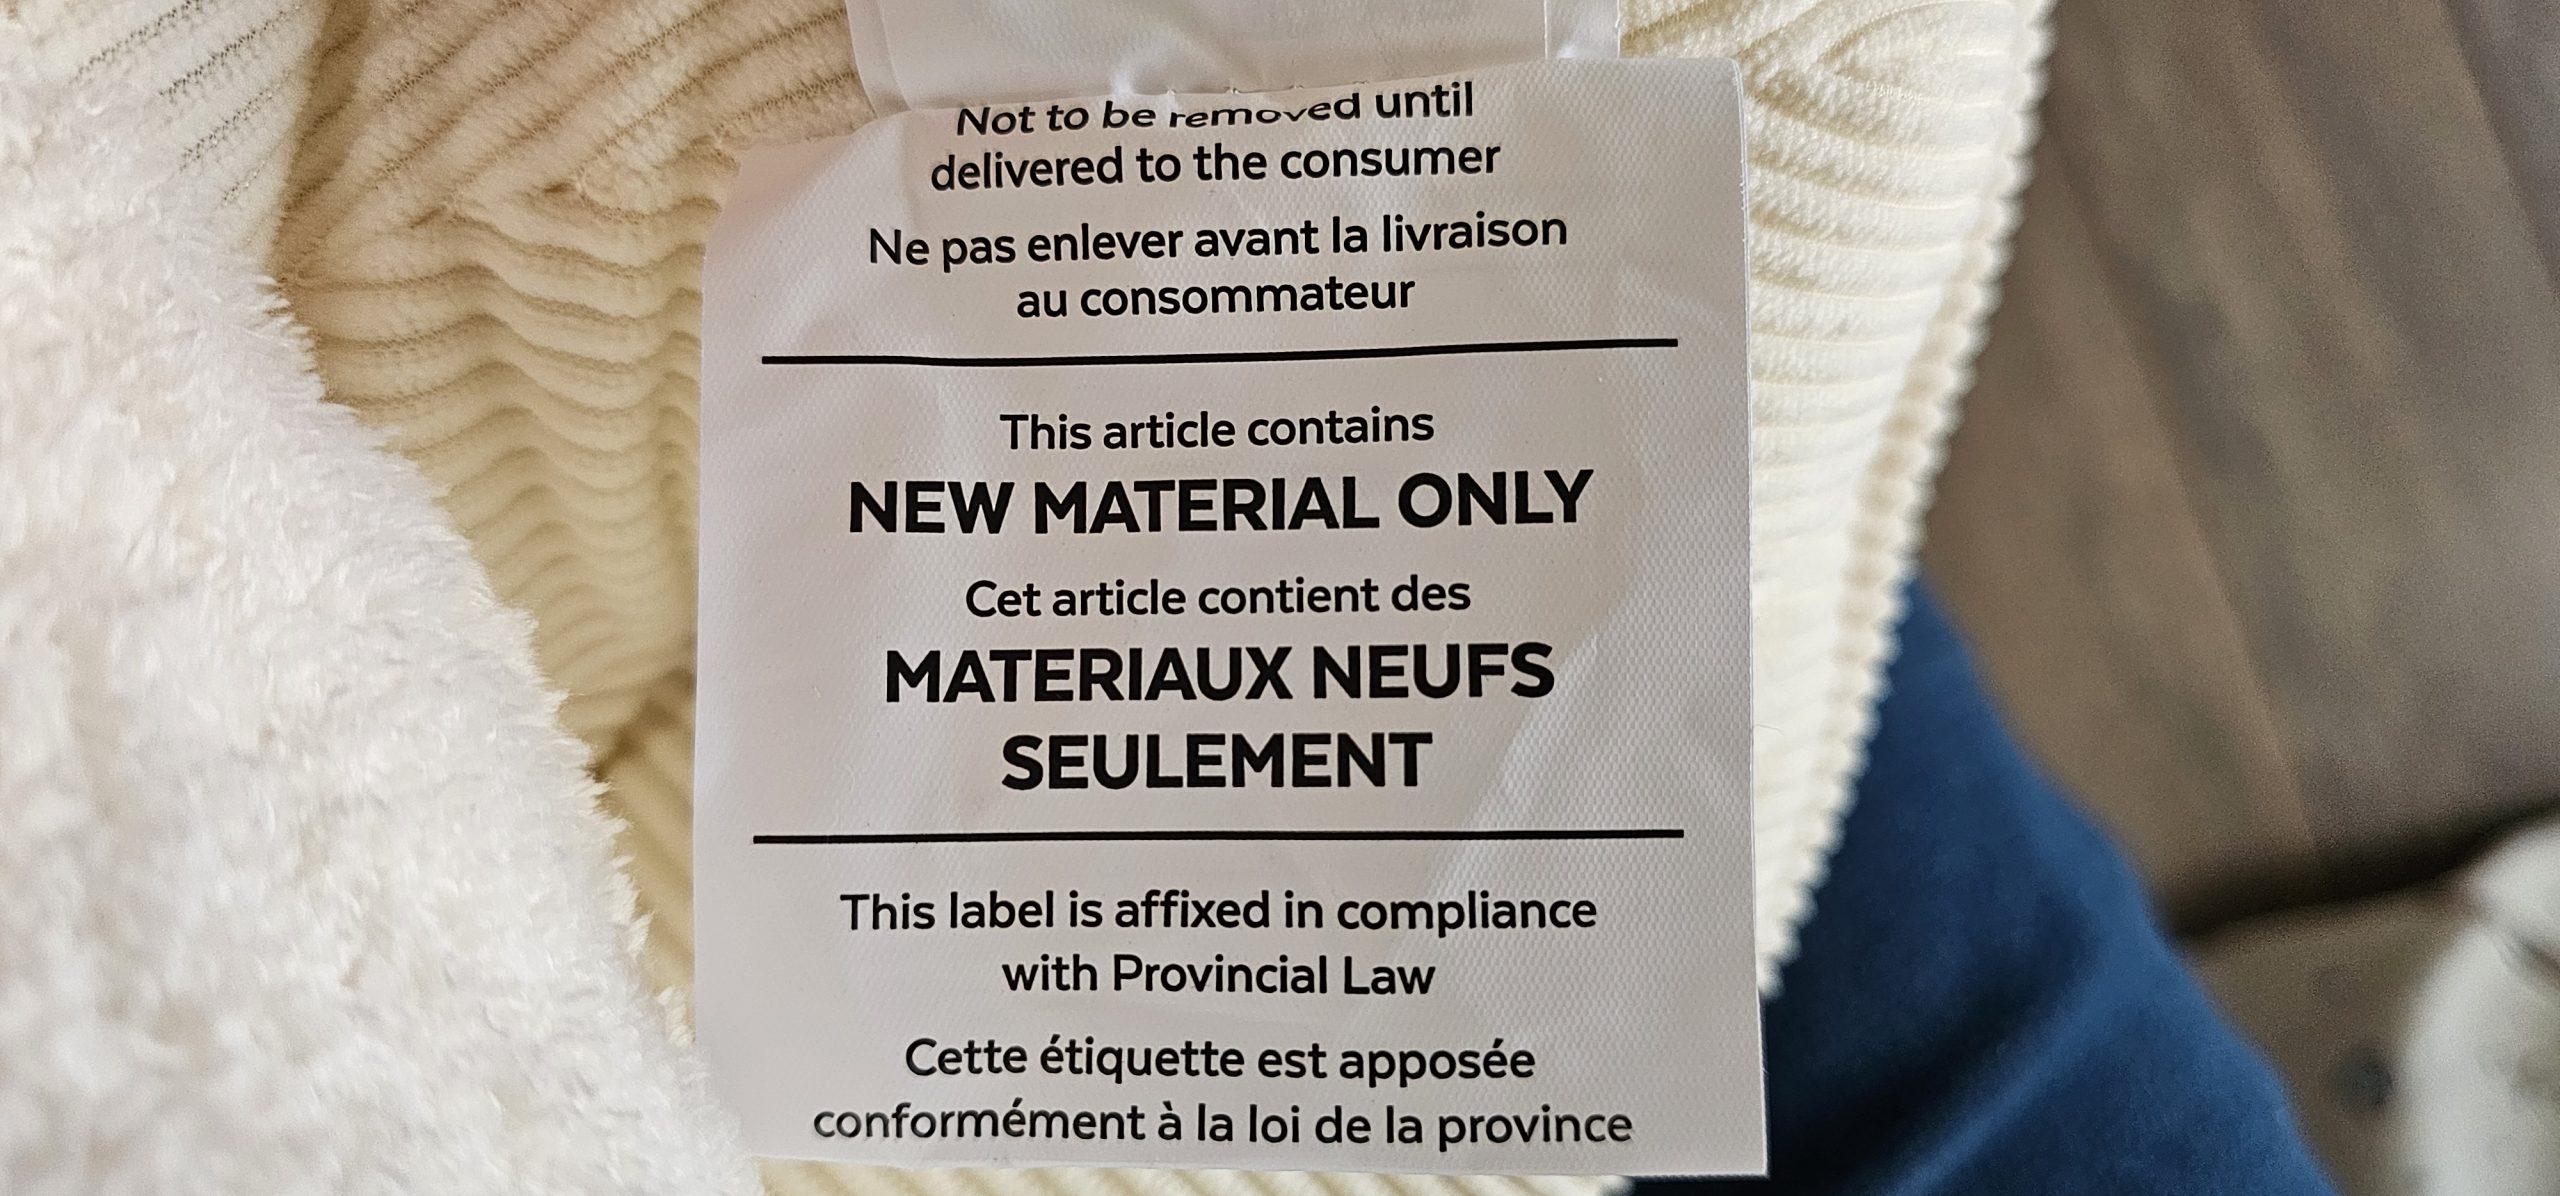 Not to be removed until
delivered to the consumer
Ne pas enlever avant la livraison
au consommateur
This article contains
NEW MATERIAL ONLY
Cet article contient des
MATERIAUX NEUFS
SEULEMENT
This label is affixed in compliance
with Provincial Law
Cette étiquette est apposée
conformément à la loi de la province